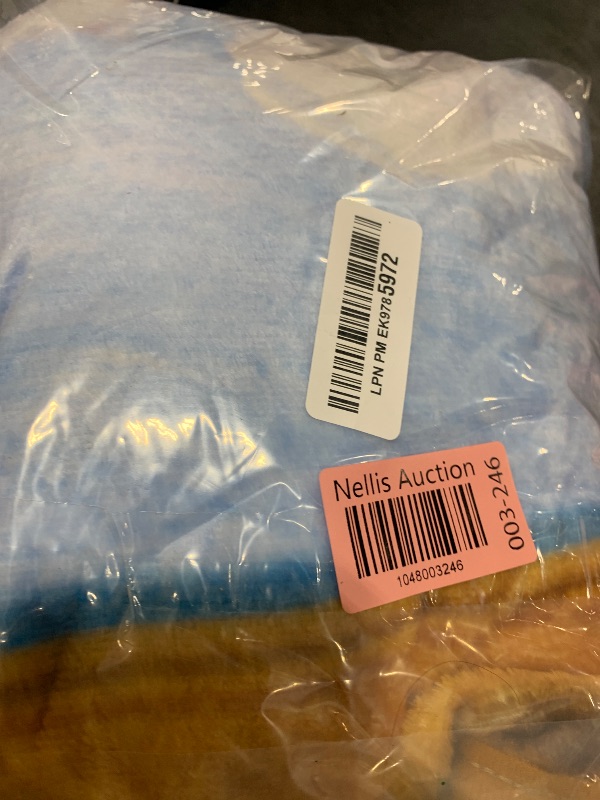 LPN PM EK9785972
Nellis Auction
1048003246
003-246